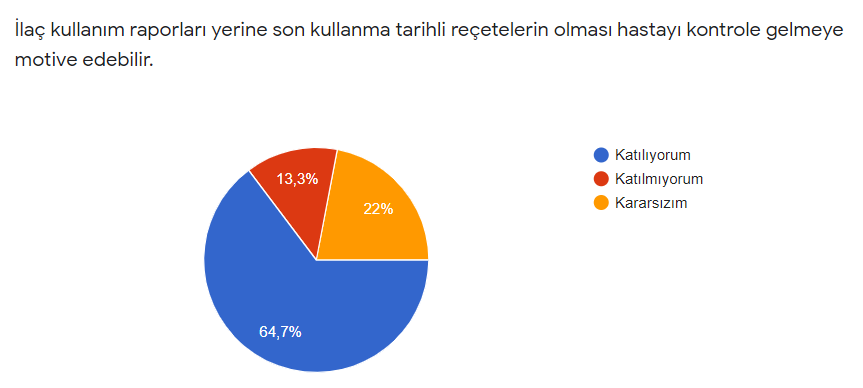 İlaç kullanım raporları yerine son kullanma tarihli reçetelerin olması hastayı kontrole gelmeye
motive edebilir.
13,3%
22%
64,7%
Katılıyorum
Katılmıyorum
Kararsızım